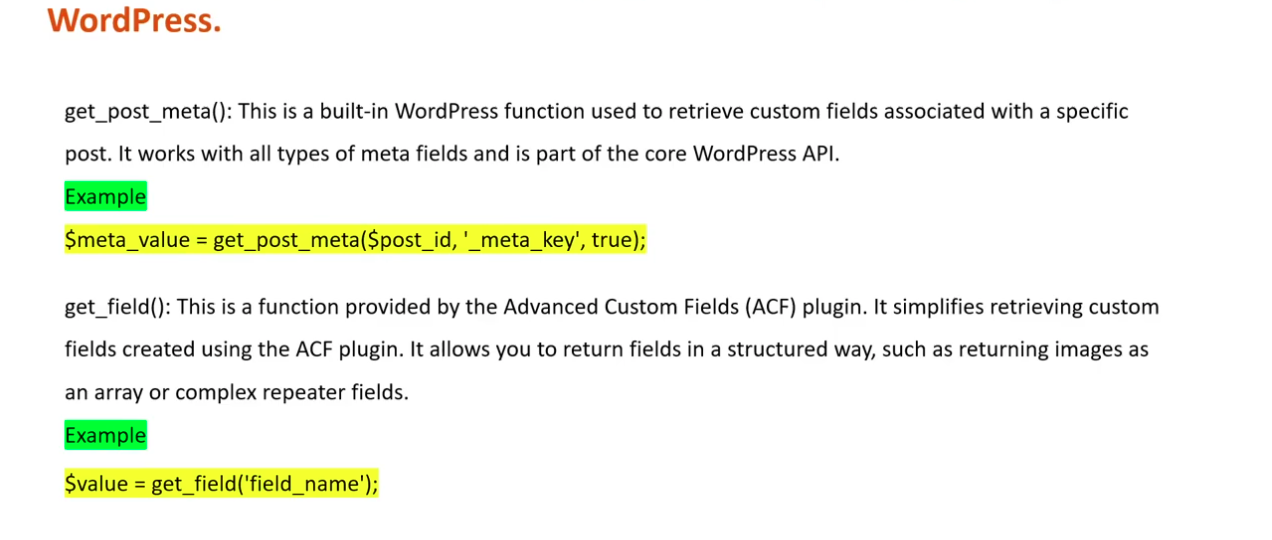 WordPress.
get_post_meta(): This is a built-in WordPress function used to retrieve custom fields associated with a specific
post. It works with all types of meta fields and is part of the core WordPress API.
Example
$meta_value = get_post_meta($post_id, '_meta_key', true);
get_field(): This is a function provided by the Advanced Custom Fields (ACF) plugin. It simplifies retrieving custom
fields created using the ACF plugin. It allows you to return fields in a structured way, such as returning images as
an array or complex repeater fields.
Example
$value = get_field('field_name');